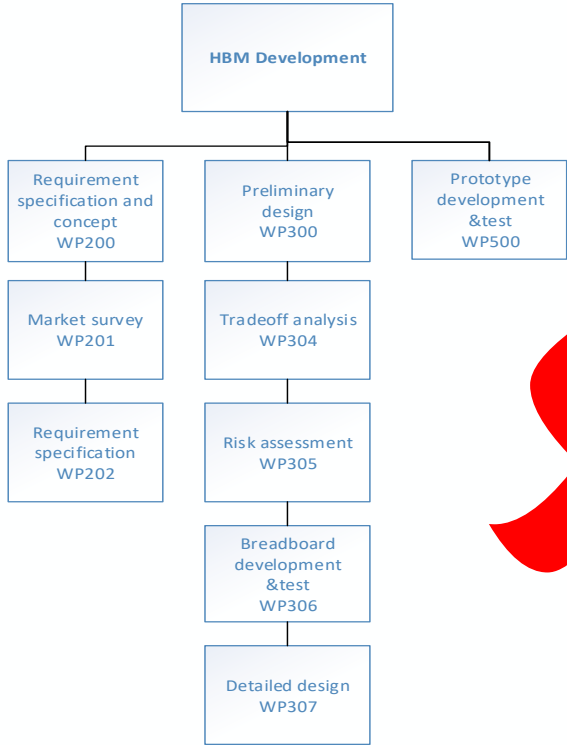 HBM Development
Requirement
specification and
concept
WP200
Preliminary
design
WP300
Prototype
development
&test
WP500
Market survey
WP201
Tradeoff analysis
WP304
Requirement
specification
WP202
Risk assessment
WP305
Breadboard
development
&test
WP306
Detailed design
WP307